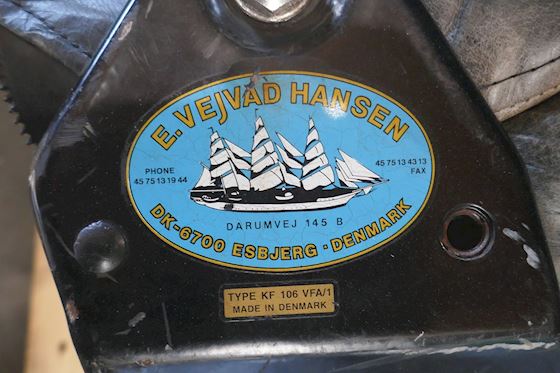 E. VEJVAD HANSEN
PHONE
45 75 13 19 44
45 75 13 43 13
FAX
DARUMVEJ 145 B
DK-6700 ESBJERG · DENMARK
TYPE KF 106 VFA/1
MADE IN DENMARK